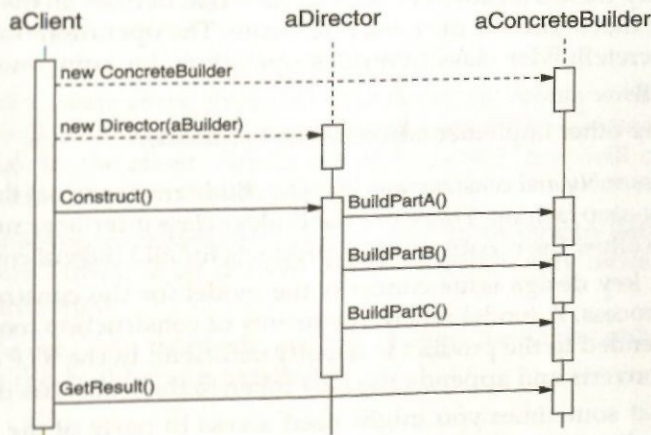 aClient aDirector aConcreteBuilder
new ConcreteBuilder
new Director(aBuilder)
Construct()
BuildPartA()
BuildPartB()
BuildPartC()
GetResult()